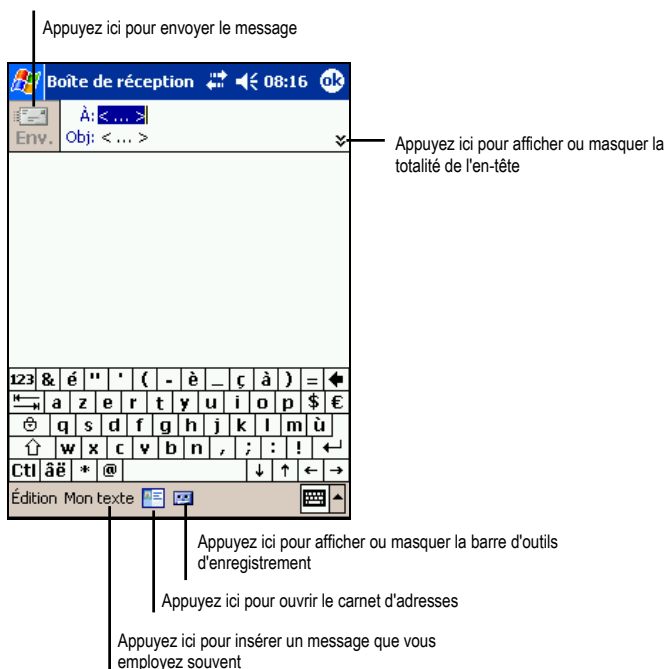 Appuyez ici pour envoyer le message
Boîte de réception 08:16 ok
À: < ... >
Env. Obj: < ... >
Appuyez ici pour afficher ou masquer la
totalité de l'en-tête
123 & é " ' ( - è _ ç à ) =
a z e r t y u i o p $ €
q s d f g h j k l m ù
w x c v b n , ; : !
Ctl âë * @ ↓ ↑ ← →
Édition Mon texte
Appuyez ici pour afficher ou masquer la barre d'outils
d'enregistrement
Appuyez ici pour ouvrir le carnet d'adresses
Appuyez ici pour insérer un message que vous
employez souvent